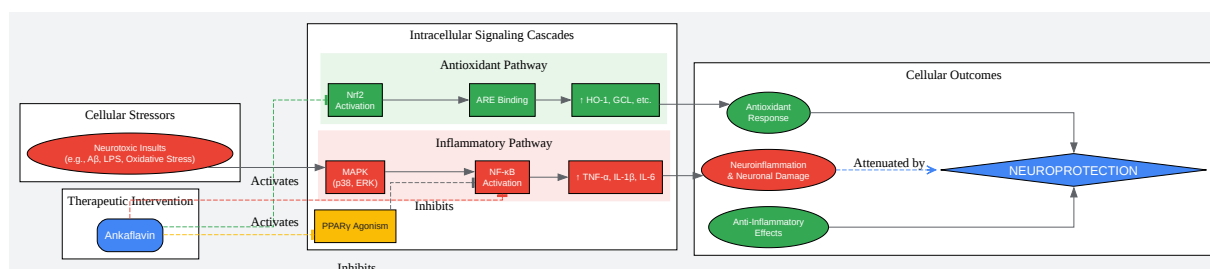 Intracellular Signaling Cascades
Antioxidant Pathway
Nrf2
Activation
ARE Binding
↑ HO-1, GCL, etc.
Cellular Outcomes
Cellular Stressors
Neurotoxic Insults
(e.g., Aβ, LPS, Oxidative Stress)
Antioxidant
Response
Inflammatory Pathway
MAPK
(p38, ERK)
NF-κB
Activation
↑ TNF-α, IL-1β, IL-6
Neuroinflammation
& Neuronal Damage
Attenuated by
NEUROPROTECTION
Activates
Therapeutic Intervention
Ankaflavin
Activates
Inhibits
PPARγ Agonism
Anti-Inflammatory
Effects
Inhibits